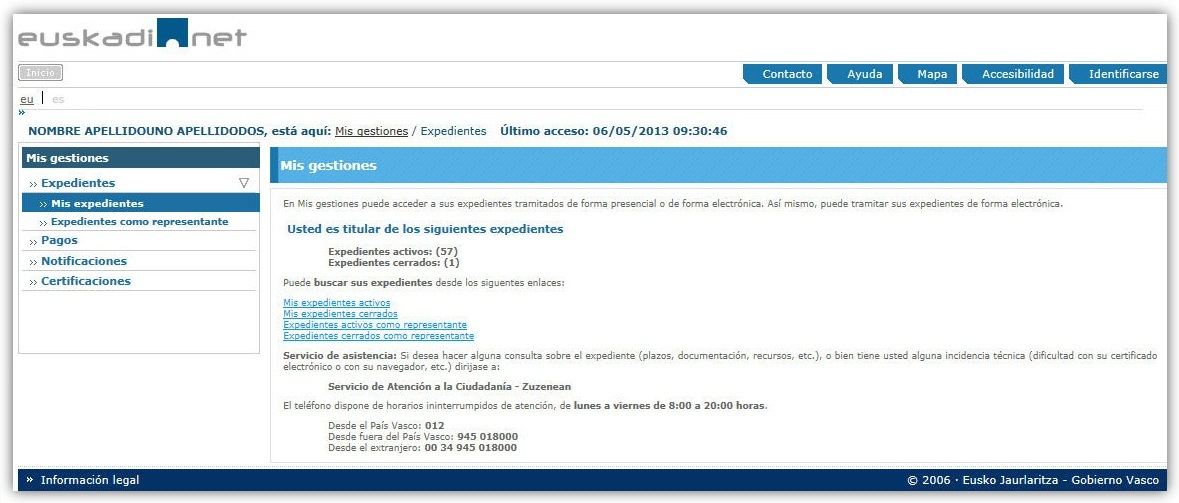 euskadi.net
Inicio
Contacto Ayuda Mapa Accesibilidad Identificarse
eu | es
»
NOMBRE APELLIDOUNO APELLIDODOS, está aquí: Mis gestiones / Expedientes Último acceso: 06/05/2013 09:30:46
Mis gestiones
» Expedientes
» Mis expedientes
» Expedientes como representante
» Pagos
» Notificaciones
» Certificaciones
Mis gestiones
En Mis gestiones puede acceder a sus expedientes tramitados de forma presencial o de forma electrónica. Así mismo, puede tramitar sus expedientes de forma electrónica.
Usted es titular de los siguientes expedientes
Expedientes activos: (57)
Expedientes cerrados: (1)
Puede buscar sus expedientes desde los siguentes enlaces:
Mis expedientes activos
Mis expedientes cerrados
Expedientes activos como representante
Expedientes cerrados como representante
Servicio de asistencia: Si desea hacer alguna consulta sobre el expediente (plazos, documentación, recursos, etc.), o bien tiene usted alguna incidencia técnica (dificultad con su certificado
electrónico o con su navegador, etc.) dirijase a:
Servicio de Atención a la Ciudadanía - Zuzenean
El teléfono dispone de horarios ininterrumpidos de atención, de lunes a viernes de 8:00 a 20:00 horas.
Desde el País Vasco: 012
Desde fuera del País Vasco: 945 018000
Desde el extranjero: 00 34 945 018000
» Información legal
© 2006 · Eusko Jaurlaritza - Gobierno Vasco